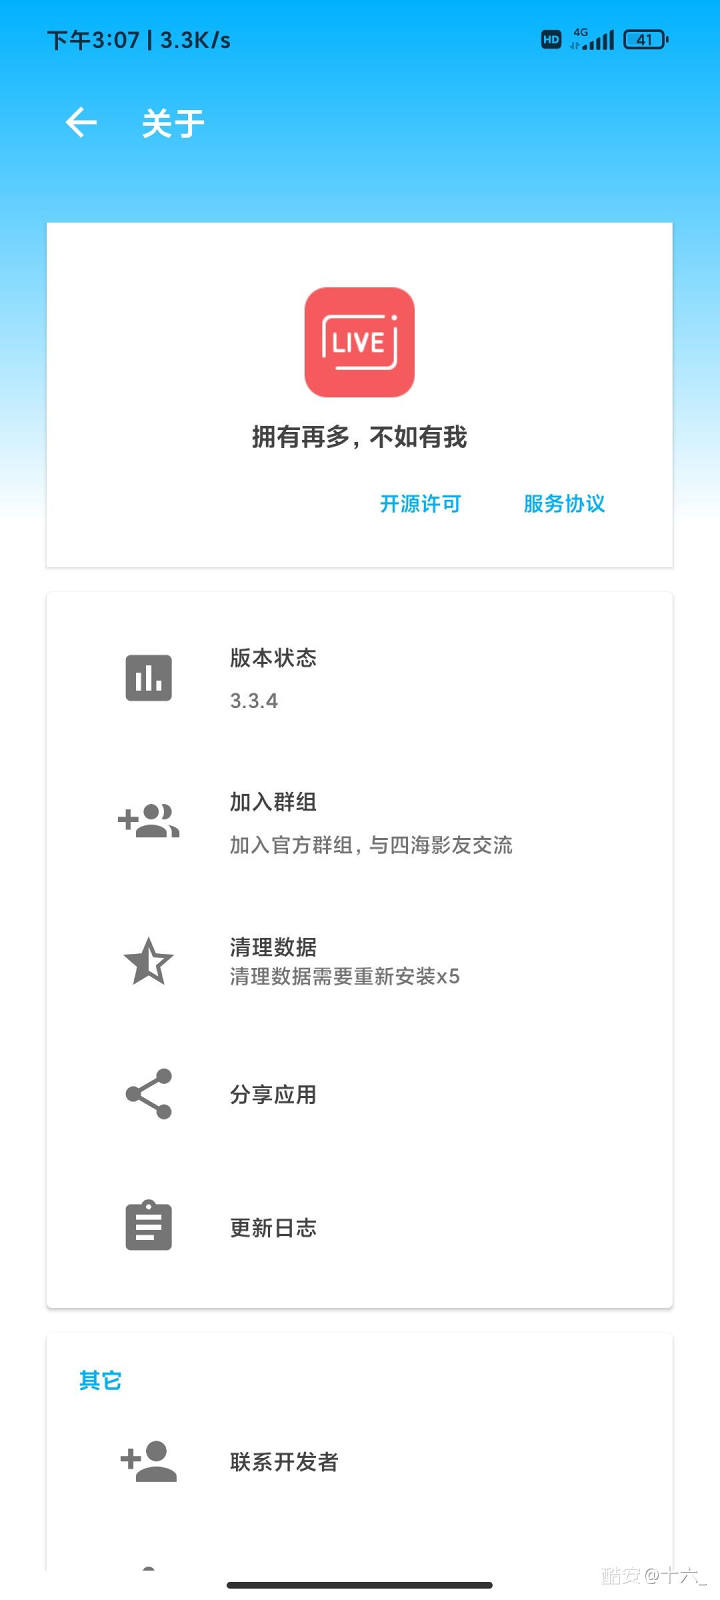 下午3:07 | 3.3K/s
HD 4G 41
关于
LIVE
拥有再多，不如有我
开源许可 服务协议
版本状态
3.3.4
加入群组
加入官方群组，与四海影友交流
清理数据
清理数据需要重新安装x5
分享应用
更新日志
其它
联系开发者
酷安@十六_